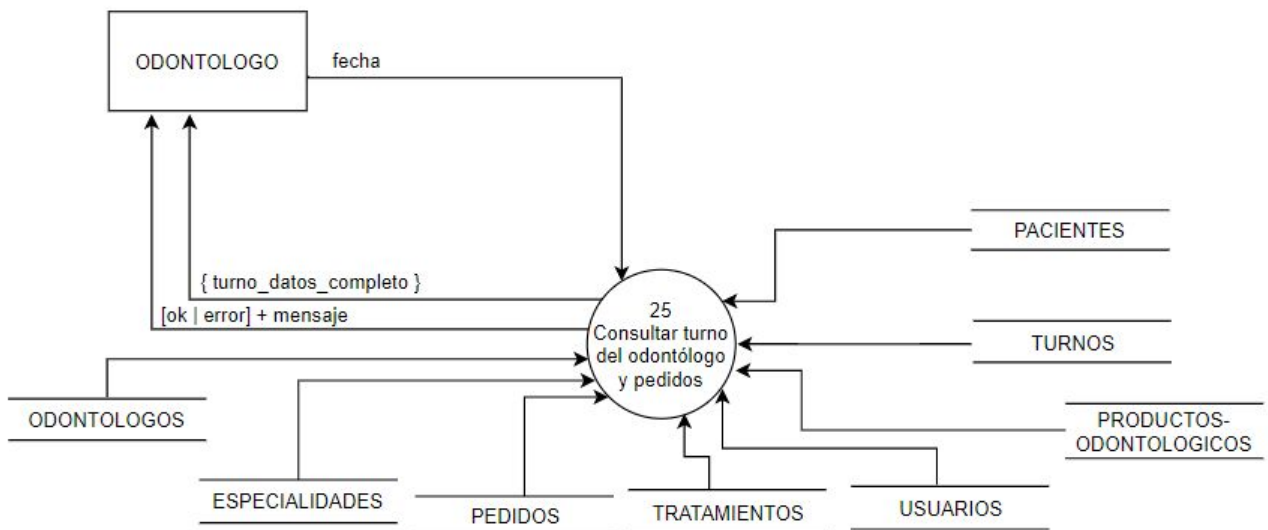 ODONTOLOGO
fecha
{ turno_datos_completo }
[ok | error] + mensaje
25
Consultar turno
del odontólogo
y pedidos
PACIENTES
TURNOS
PRODUCTOS-
ODONTOLOGICOS
ODONTOLOGOS
ESPECIALIDADES
PEDIDOS
TRATAMIENTOS
USUARIOS